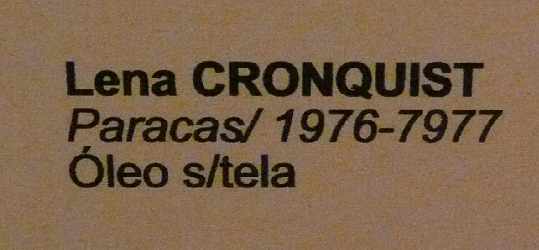 Lena CRONQUIST
Paracas/ 1976-7977
Óleo s/tela